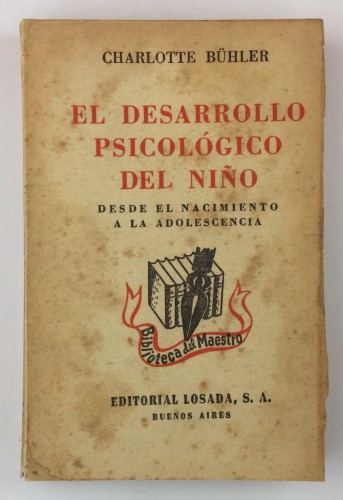 CHARLOTTE BÜHLER
EL DESARROLLO
PSICOLÓGICO
DEL NIÑO
DESDE EL NACIMIENTO
A LA ADOLESCENCIA
Biblioteca del Maestro
EDITORIAL LOSADA, S. A.
BUENOS AIRES